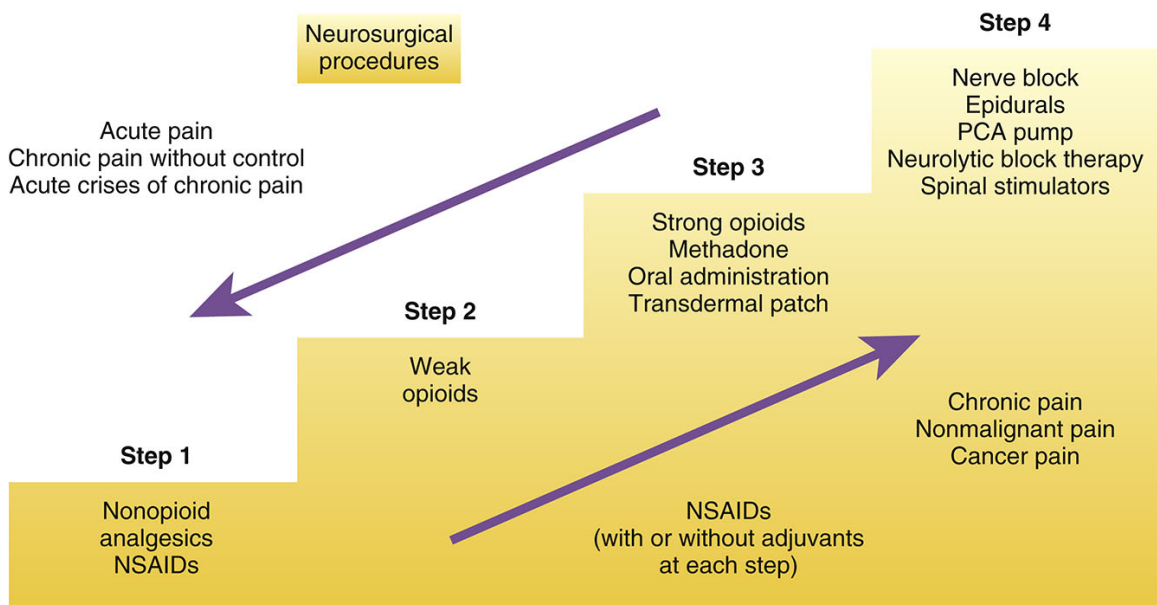 Neurosurgical
procedures
Acute pain
Chronic pain without control
Acute crises of chronic pain
Step 4
Nerve block
Epidurals
PCA pump
Neurolytic block therapy
Spinal stimulators
Step 3
Strong opioids
Methadone
Oral administration
Transdermal patch
Step 2
Weak
opioids
Chronic pain
Nonmalignant pain
Cancer pain
Step 1
Nonopioid
analgesics
NSAIDs
NSAIDs
(with or without adjuvants
at each step)